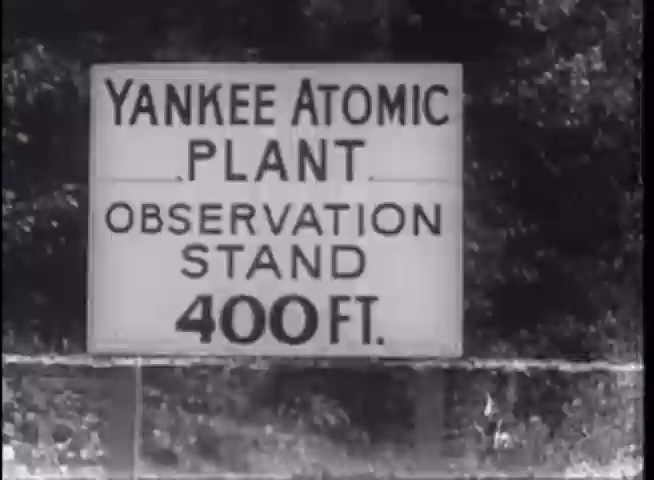 YANKEE ATOMIC
PLANT
OBSERVATION
STAND
400 FT.